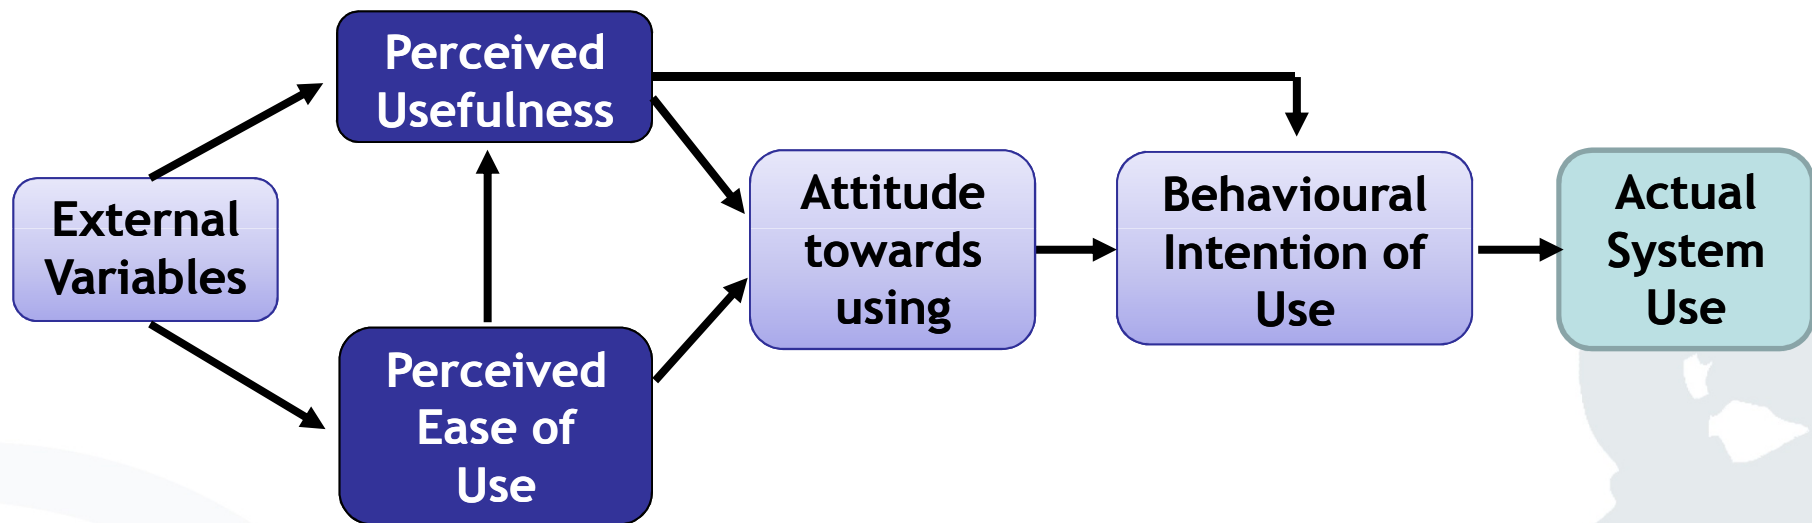 Perceived
Usefulness
External
Variables
Perceived
Ease of
Use
Attitude
towards
using
Behavioural
Intention of
Use
Actual
System
Use